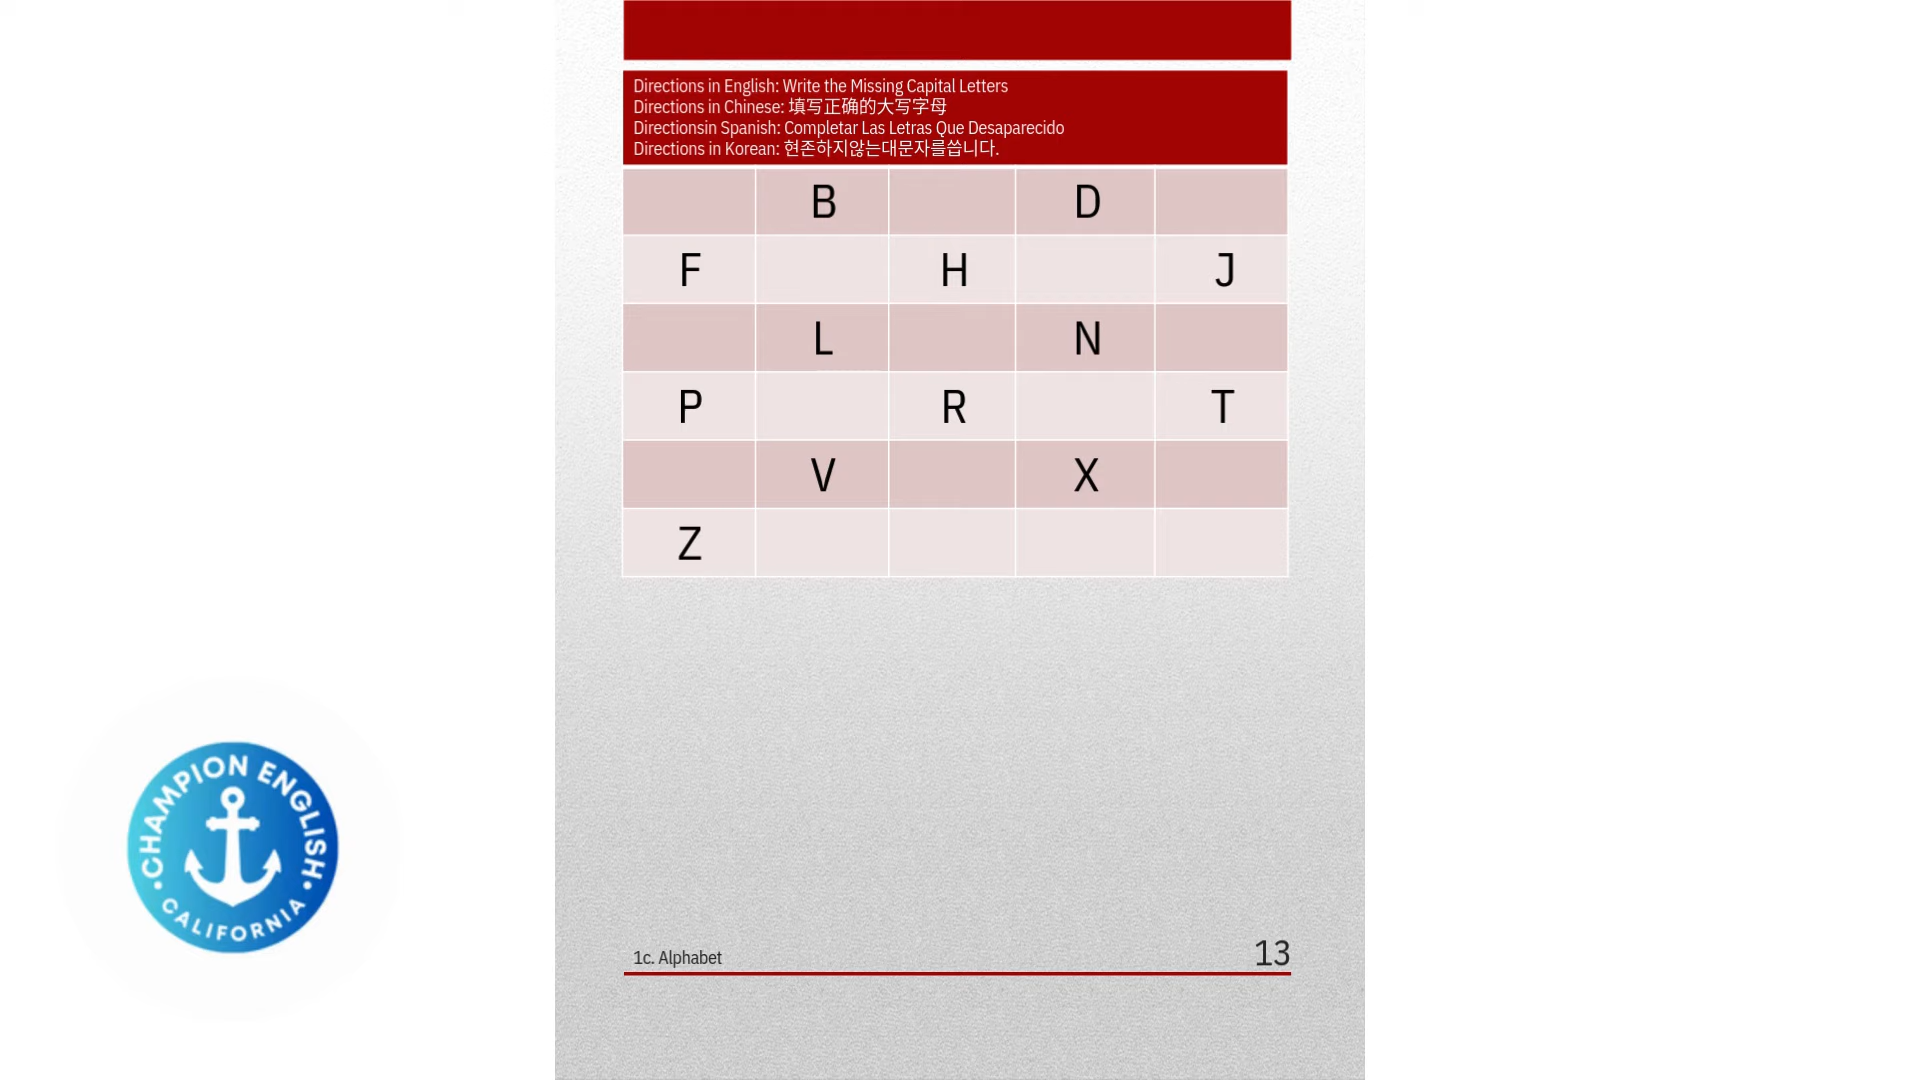 Directions in English: Write the Missing Capital Letters
Directions in Chinese: 填写正确的大写字母
Directionsin Spanish: Completar Las Letras Que Desaparecido
Directions in Korean: 현존하지않는대문자를씁니다.
B D
F H J
L N
P R T
V X
Z
CHAMPION ENGLISH
CALIFORNIA
1c. Alphabet 13